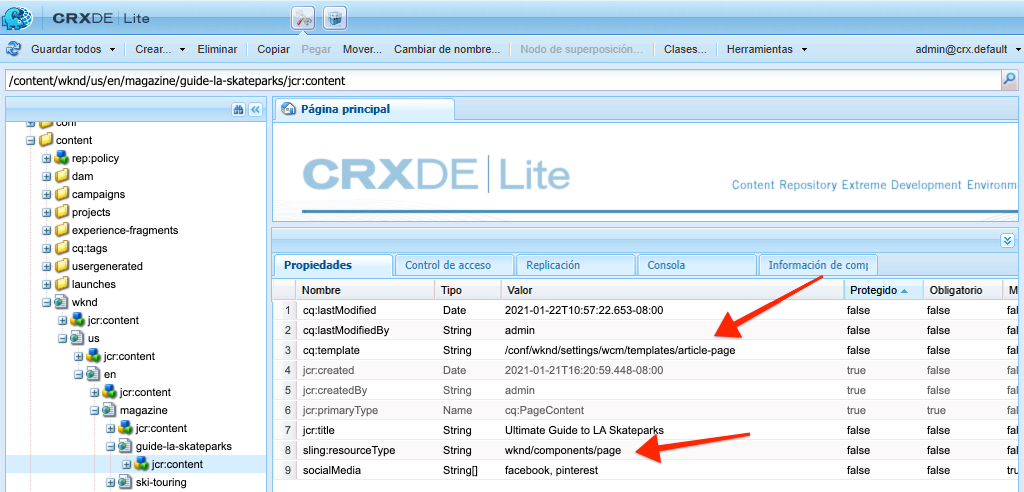 CRXDE | Lite
Guardar todos Crear... Eliminar Copiar Pegar Mover... Cambiar de nombre... Nodo de superposición... Clases... Herramientas admin@crx.default
/content/wknd/us/en/magazine/guide-la-skateparks/jcr:content
Página principal
conf
content
rep:policy
dam
campaigns
projects
experience-fragments
cq:tags
usergenerated
launches
wknd
jcr:content
us
jcr:content
en
jcr:content
magazine
jcr:content
guide-la-skateparks
jcr:content
ski-touring
CRXDE | Lite
Content Repository Extreme Development Environm
Propiedades Control de acceso Replicación Consola Información de comp
Nombre Tipo Valor Protegido Obligatorio M
1 cq:lastModified Date 2021-01-22T10:57:22.653-08:00 false false fal
2 cq:lastModifiedBy String admin false false fal
3 cq:template String /conf/wknd/settings/wcm/templates/article-page false false fal
4 jcr:created Date 2021-01-21T16:20:59.448-08:00 true false fal
5 jcr:createdBy String admin true false fal
6 jcr:primaryType Name cq:PageContent true true fal
7 jcr:title String Ultimate Guide to LA Skateparks false false fal
8 sling:resourceType String wknd/components/page false false fal
9 socialMedia String[] facebook, pinterest false false tru